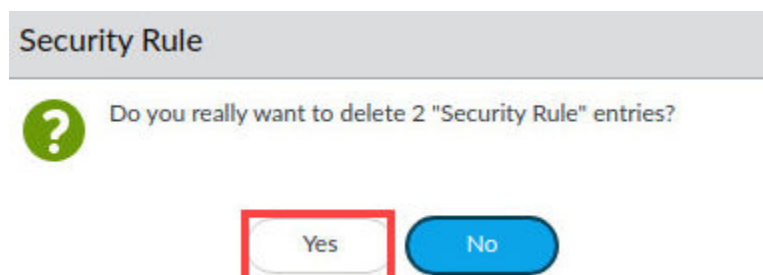 Security Rule
Do you really want to delete 2 "Security Rule" entries?
Yes No